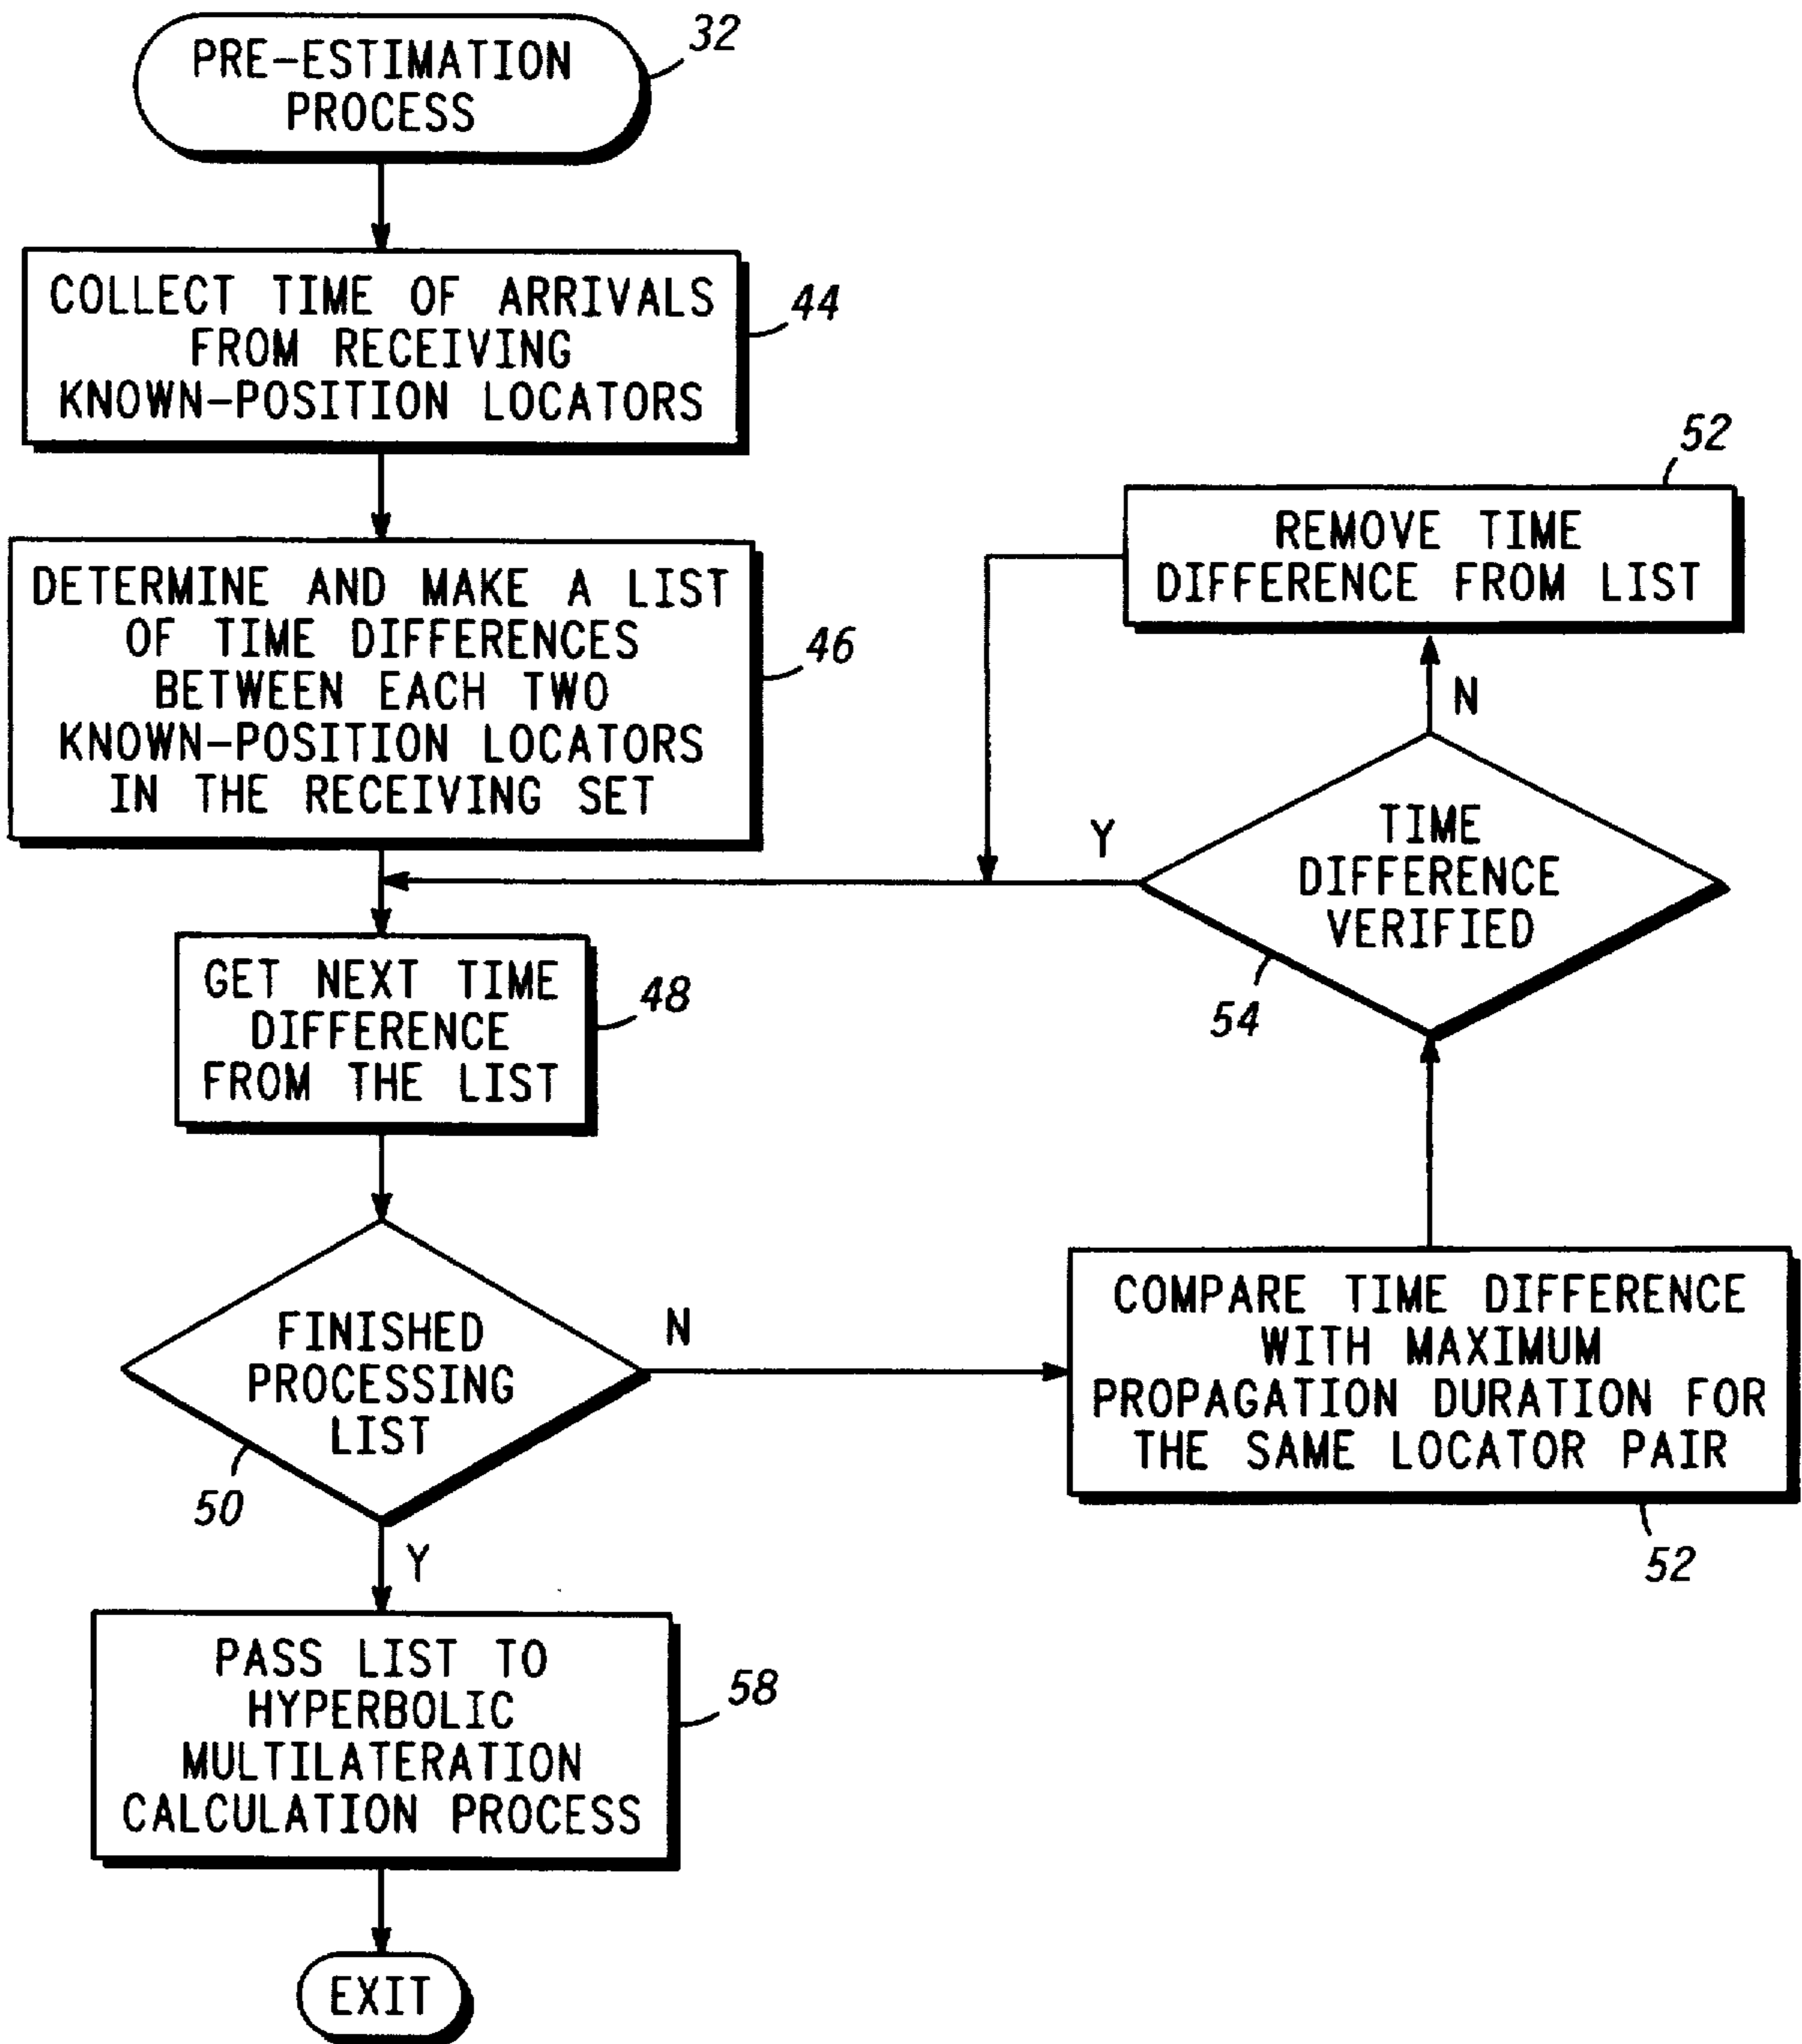 PRE-ESTIMATION
PROCESS
32
COLLECT TIME OF ARRIVALS
FROM RECEIVING
KNOWN-POSITION LOCATORS
44
DETERMINE AND MAKE A LIST
OF TIME DIFFERENCES
BETWEEN EACH TWO
KNOWN-POSITION LOCATORS
IN THE RECEIVING SET
46
52
REMOVE TIME
DIFFERENCE FROM LIST
N
Y
TIME
DIFFERENCE
VERIFIED
54
GET NEXT TIME
DIFFERENCE
FROM THE LIST
48
FINISHED
PROCESSING
LIST
50
N
COMPARE TIME DIFFERENCE
WITH MAXIMUM
PROPAGATION DURATION FOR
THE SAME LOCATOR PAIR
52
Y
PASS LIST TO
HYPERBOLIC
MULTILATERATION
CALCULATION PROCESS
58
EXIT